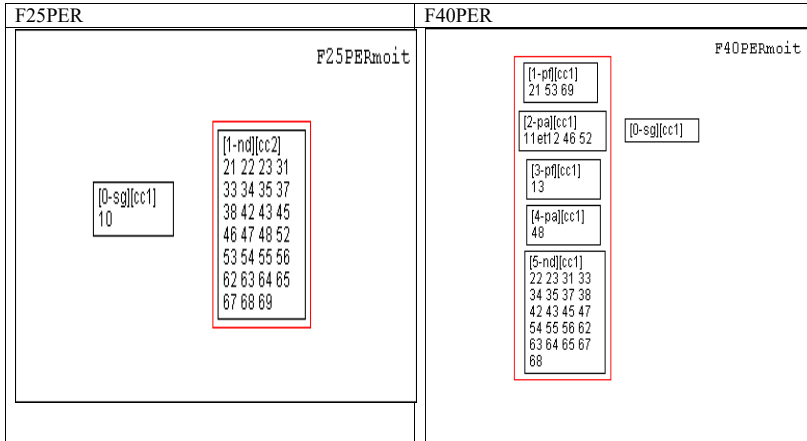 F25PER
F25PERmoit
[0-sg][cc1]
10
[1-nd][cc2]
21 22 23 31
33 34 35 37
38 42 43 45
46 47 48 52
53 54 55 56
62 63 64 65
67 68 69
F40PER
F40PERmoit
[1-pf][cc1]
21 53 69
[2-pa][cc1]
11et12 46 52
[0-sg][cc1]
[3-pf][cc1]
13
[4-pa][cc1]
48
[5-nd][cc1]
22 23 31 33
34 35 37 38
42 43 45 47
54 55 56 62
63 64 65 67
68